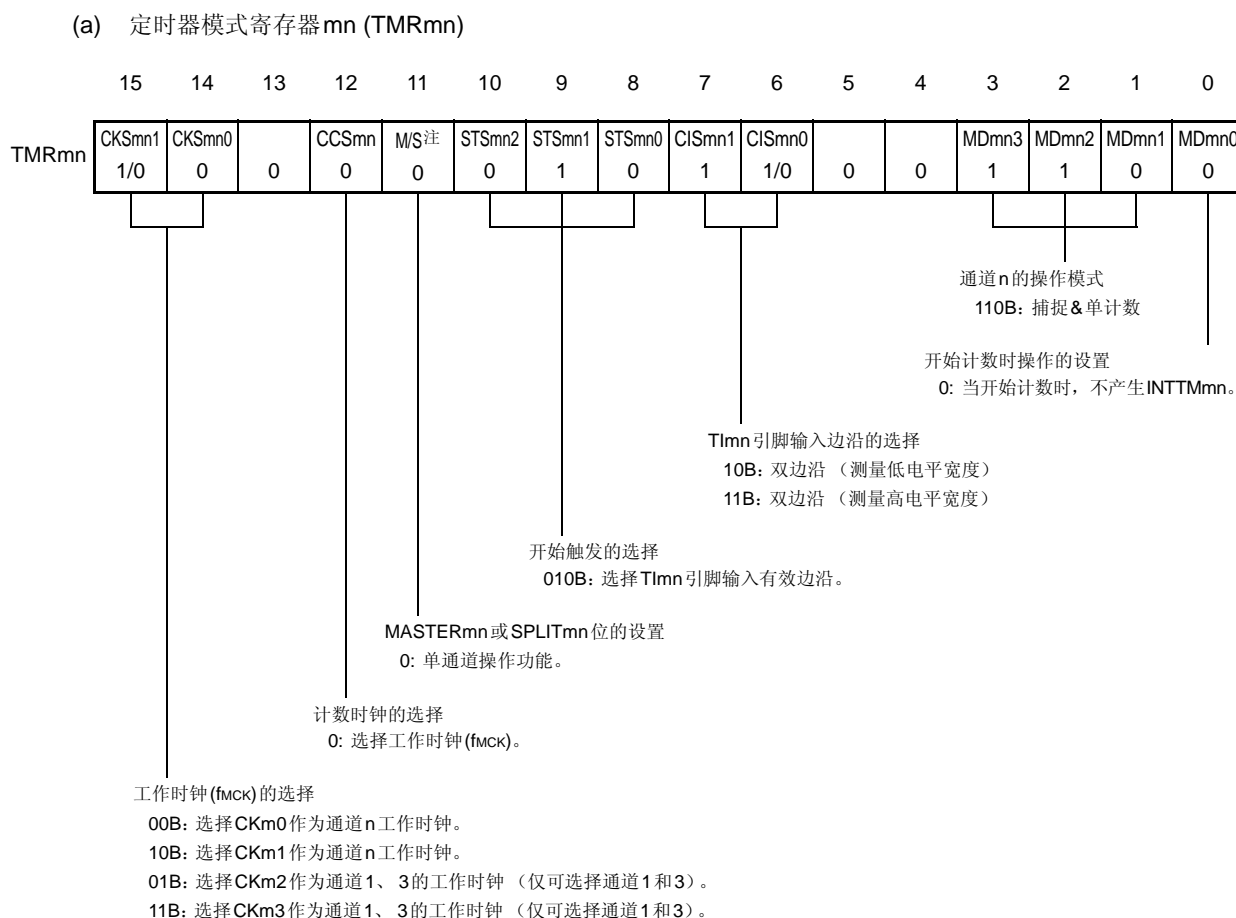 (a) 定时器模式寄存器mn (TMRmn)
15 14 13 12 11 10 9 8 7 6 5 4 3 2 1 0
TMRmn CKSmn1 CKSmn0 CCSmn M/S注 STSmn2 STSmn1 STSmn0 CISmn1 CISmn0 MDmn3 MDmn2 MDmn1 MDmn0
1/0 0 0 0 0 0 1 0 1 1/0 0 0 1 1 0 0
通道n的操作模式
110B: 捕捉&单计数
开始计数时操作的设置
0: 当开始计数时，不产生INTTMmn。
TImn引脚输入边沿的选择
10B: 双边沿 （测量低电平宽度）
11B: 双边沿 （测量高电平宽度）
开始触发的选择
010B: 选择TImn引脚输入有效边沿。
MASTERmn或SPLITmn位的设置
0: 单通道操作功能。
计数时钟的选择
0: 选择工作时钟(fMCK)。
工作时钟(fMCK)的选择
00B: 选择CKm0作为通道n工作时钟。
10B: 选择CKm1作为通道n工作时钟。
01B: 选择CKm2作为通道1、 3的工作时钟 （仅可选择通道1和3）。
11B: 选择CKm3作为通道1、 3的工作时钟 （仅可选择通道1和3）。